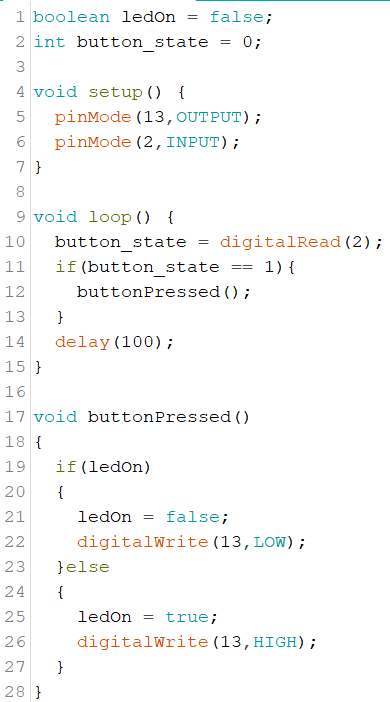 1 boolean ledOn = false;
2 int button_state = 0;
3
4 void setup() {
5   pinMode(13,OUTPUT);
6   pinMode(2,INPUT);
7 }
8
9 void loop() {
10   button_state = digitalRead(2);
11   if(button_state == 1){
12     buttonPressed();
13   }
14   delay(100);
15 }
16
17 void buttonPressed()
18 {
19   if(ledOn)
20   {
21     ledOn = false;
22     digitalWrite(13,LOW);
23   }else
24   {
25     ledOn = true;
26     digitalWrite(13,HIGH);
27   }
28 }